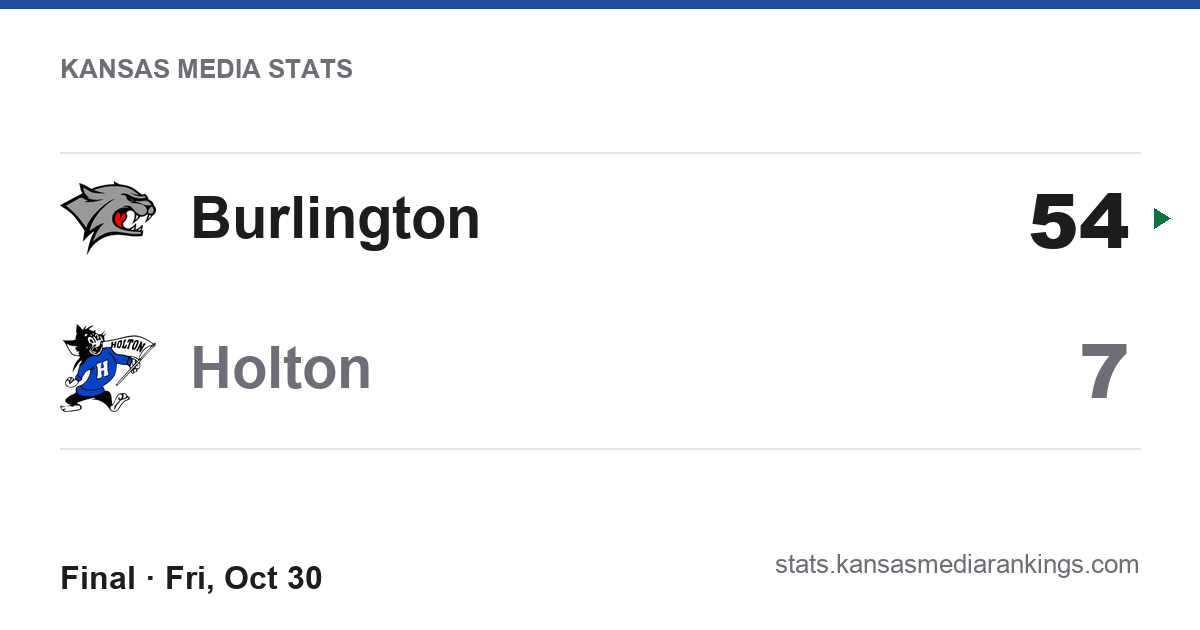 KANSAS MEDIA STATS
Burlington 54
HOLTON
H
Holton 7
Final · Fri, Oct 30
stats.kansasmediarankings.com